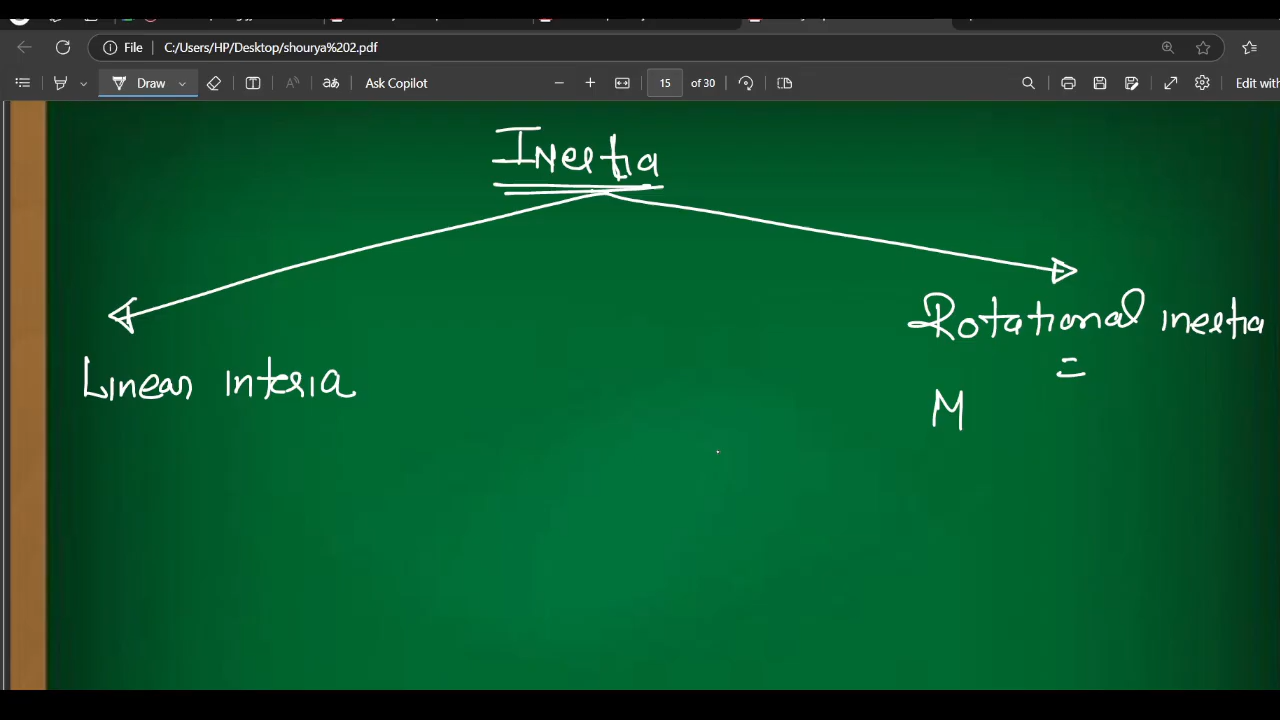 File | C:/Users/HP/Desktop/shourya%202.pdf
Draw Ask Copilot 15 of 30 Edit with
Inertia
Rotational inertia
Linear Interia
M